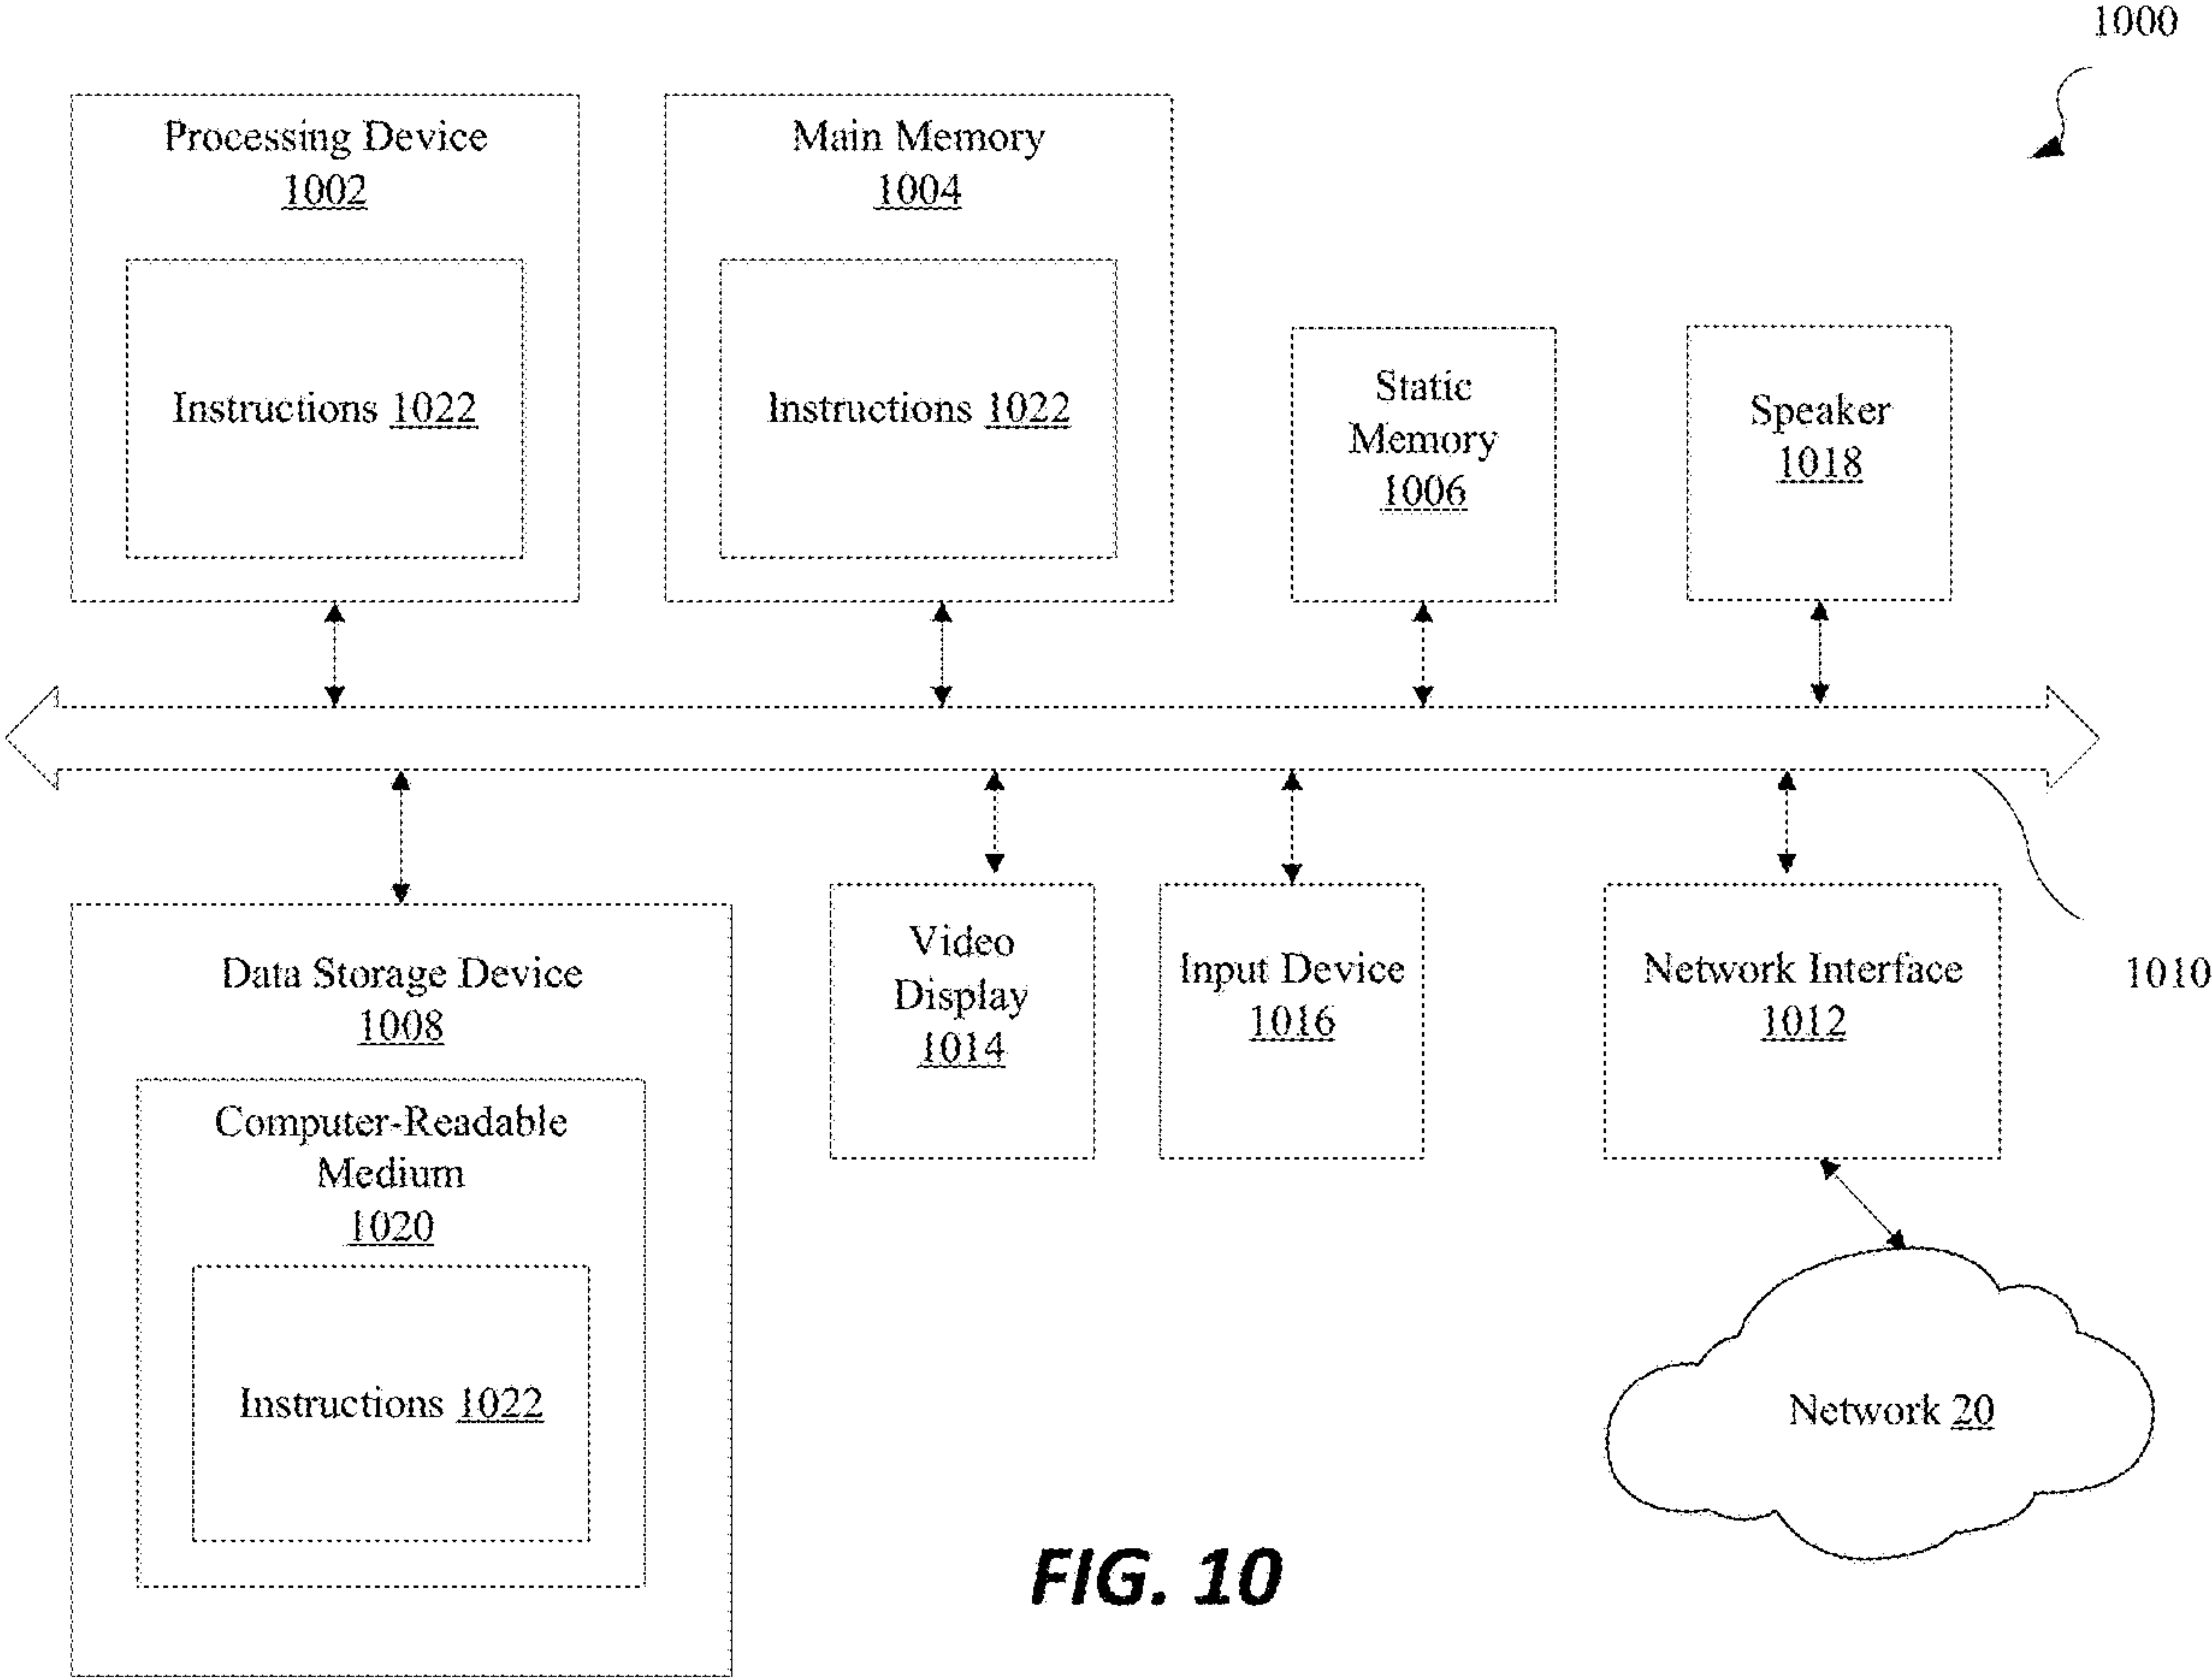 1000
Processing Device
1002
Instructions 1022
Main Memory
1004
Instructions 1022
Static
Memory
1006
Speaker
1018
1010
Data Storage Device
1008
Computer-Readable
Medium
1020
Instructions 1022
Video
Display
1014
Input Device
1016
Network Interface
1012
Network 20
FIG. 10